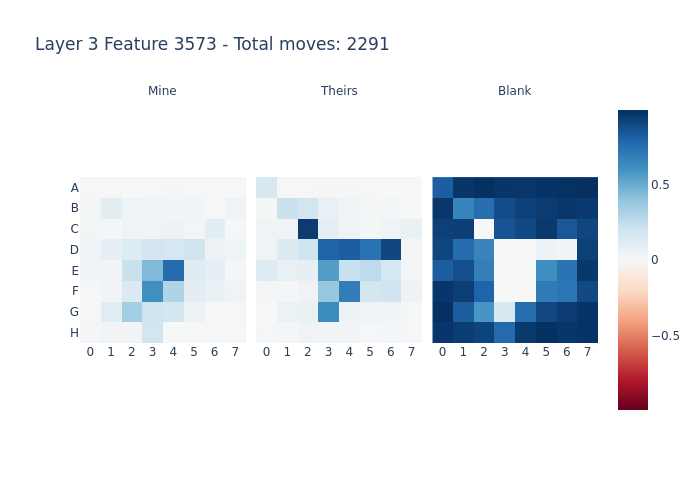 Layer 3 Feature 3573 - Total moves: 2291
Mine Theirs Blank
A
B
C
D
E
F
G
H
0 1 2 3 4 5 6 7 0 1 2 3 4 5 6 7 0 1 2 3 4 5 6 7
0.5
0
−0.5